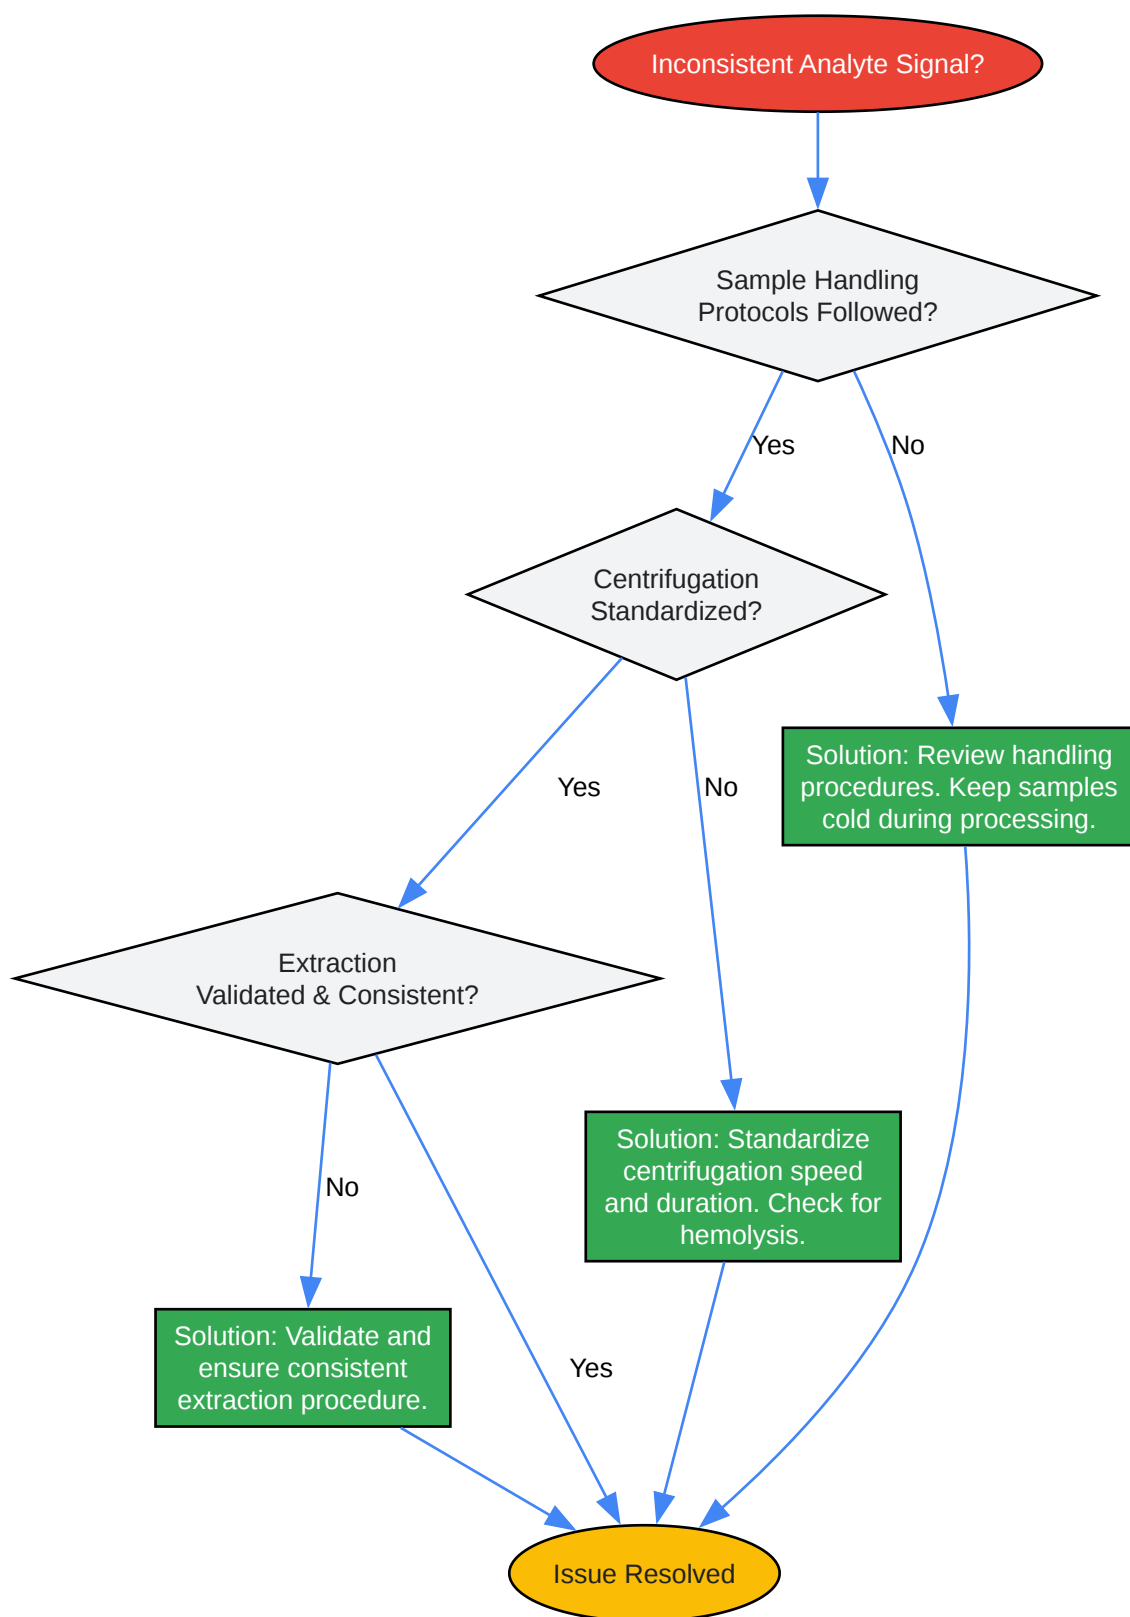 Inconsistent Analyte Signal?
Sample Handling
Protocols Followed?
Yes
No
Centrifugation
Standardized?
Solution: Review handling
procedures. Keep samples
cold during processing.
Yes
No
Extraction
Validated & Consistent?
Solution: Standardize
centrifugation speed
and duration. Check for
hemolysis.
No
Solution: Validate and
ensure consistent
extraction procedure.
Yes
Issue Resolved